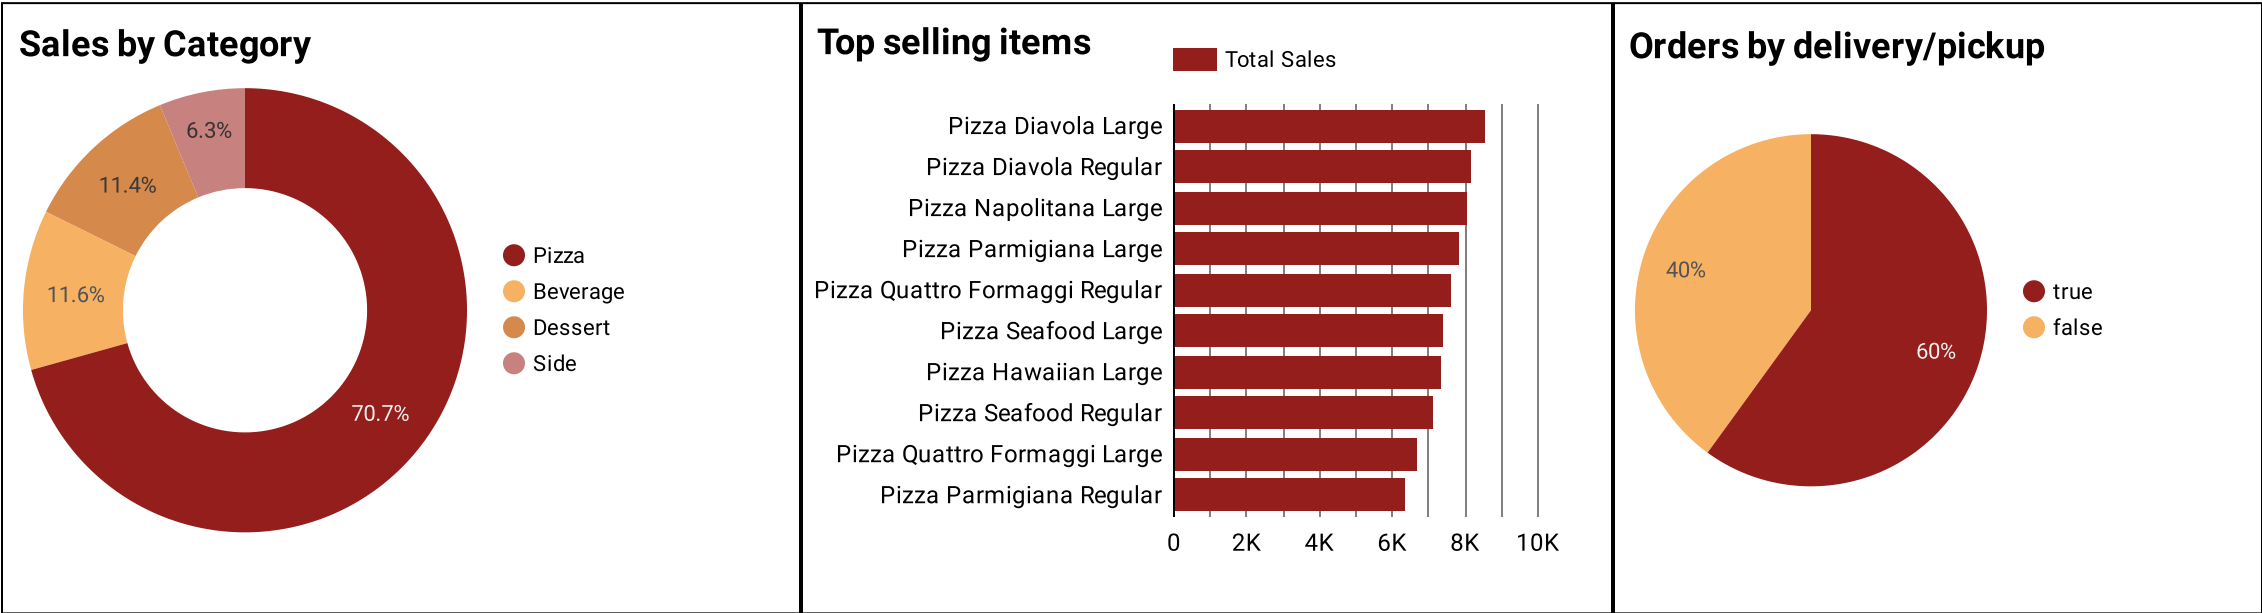 Sales by Category
6.3%
11.4%
11.6%
70.7%
Pizza
Beverage
Dessert
Side
Top selling items
Total Sales
Pizza Diavola Large
Pizza Diavola Regular
Pizza Napolitana Large
Pizza Parmigiana Large
Pizza Quattro Formaggi Regular
Pizza Seafood Large
Pizza Hawaiian Large
Pizza Seafood Regular
Pizza Quattro Formaggi Large
Pizza Parmigiana Regular
0 2K 4K 6K 8K 10K
Orders by delivery/pickup
40%
60%
true
false